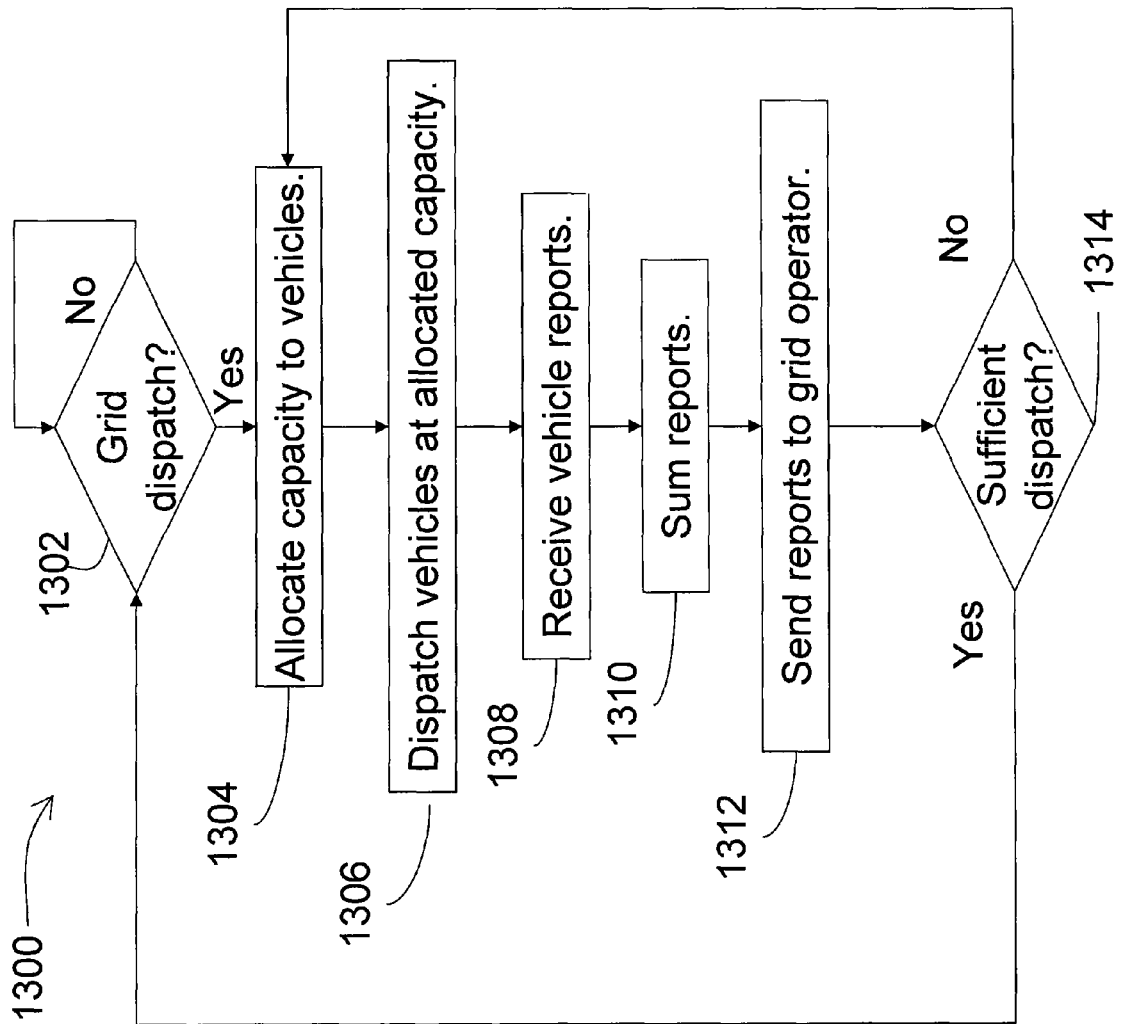 1300
1302
Grid
dispatch?
No
Yes
1304
Allocate capacity to vehicles.
1306
Dispatch vehicles at allocated capacity.
1308
Receive vehicle reports.
1310
Sum reports.
1312
Send reports to grid operator.
Sufficient
dispatch?
Yes
No
1314